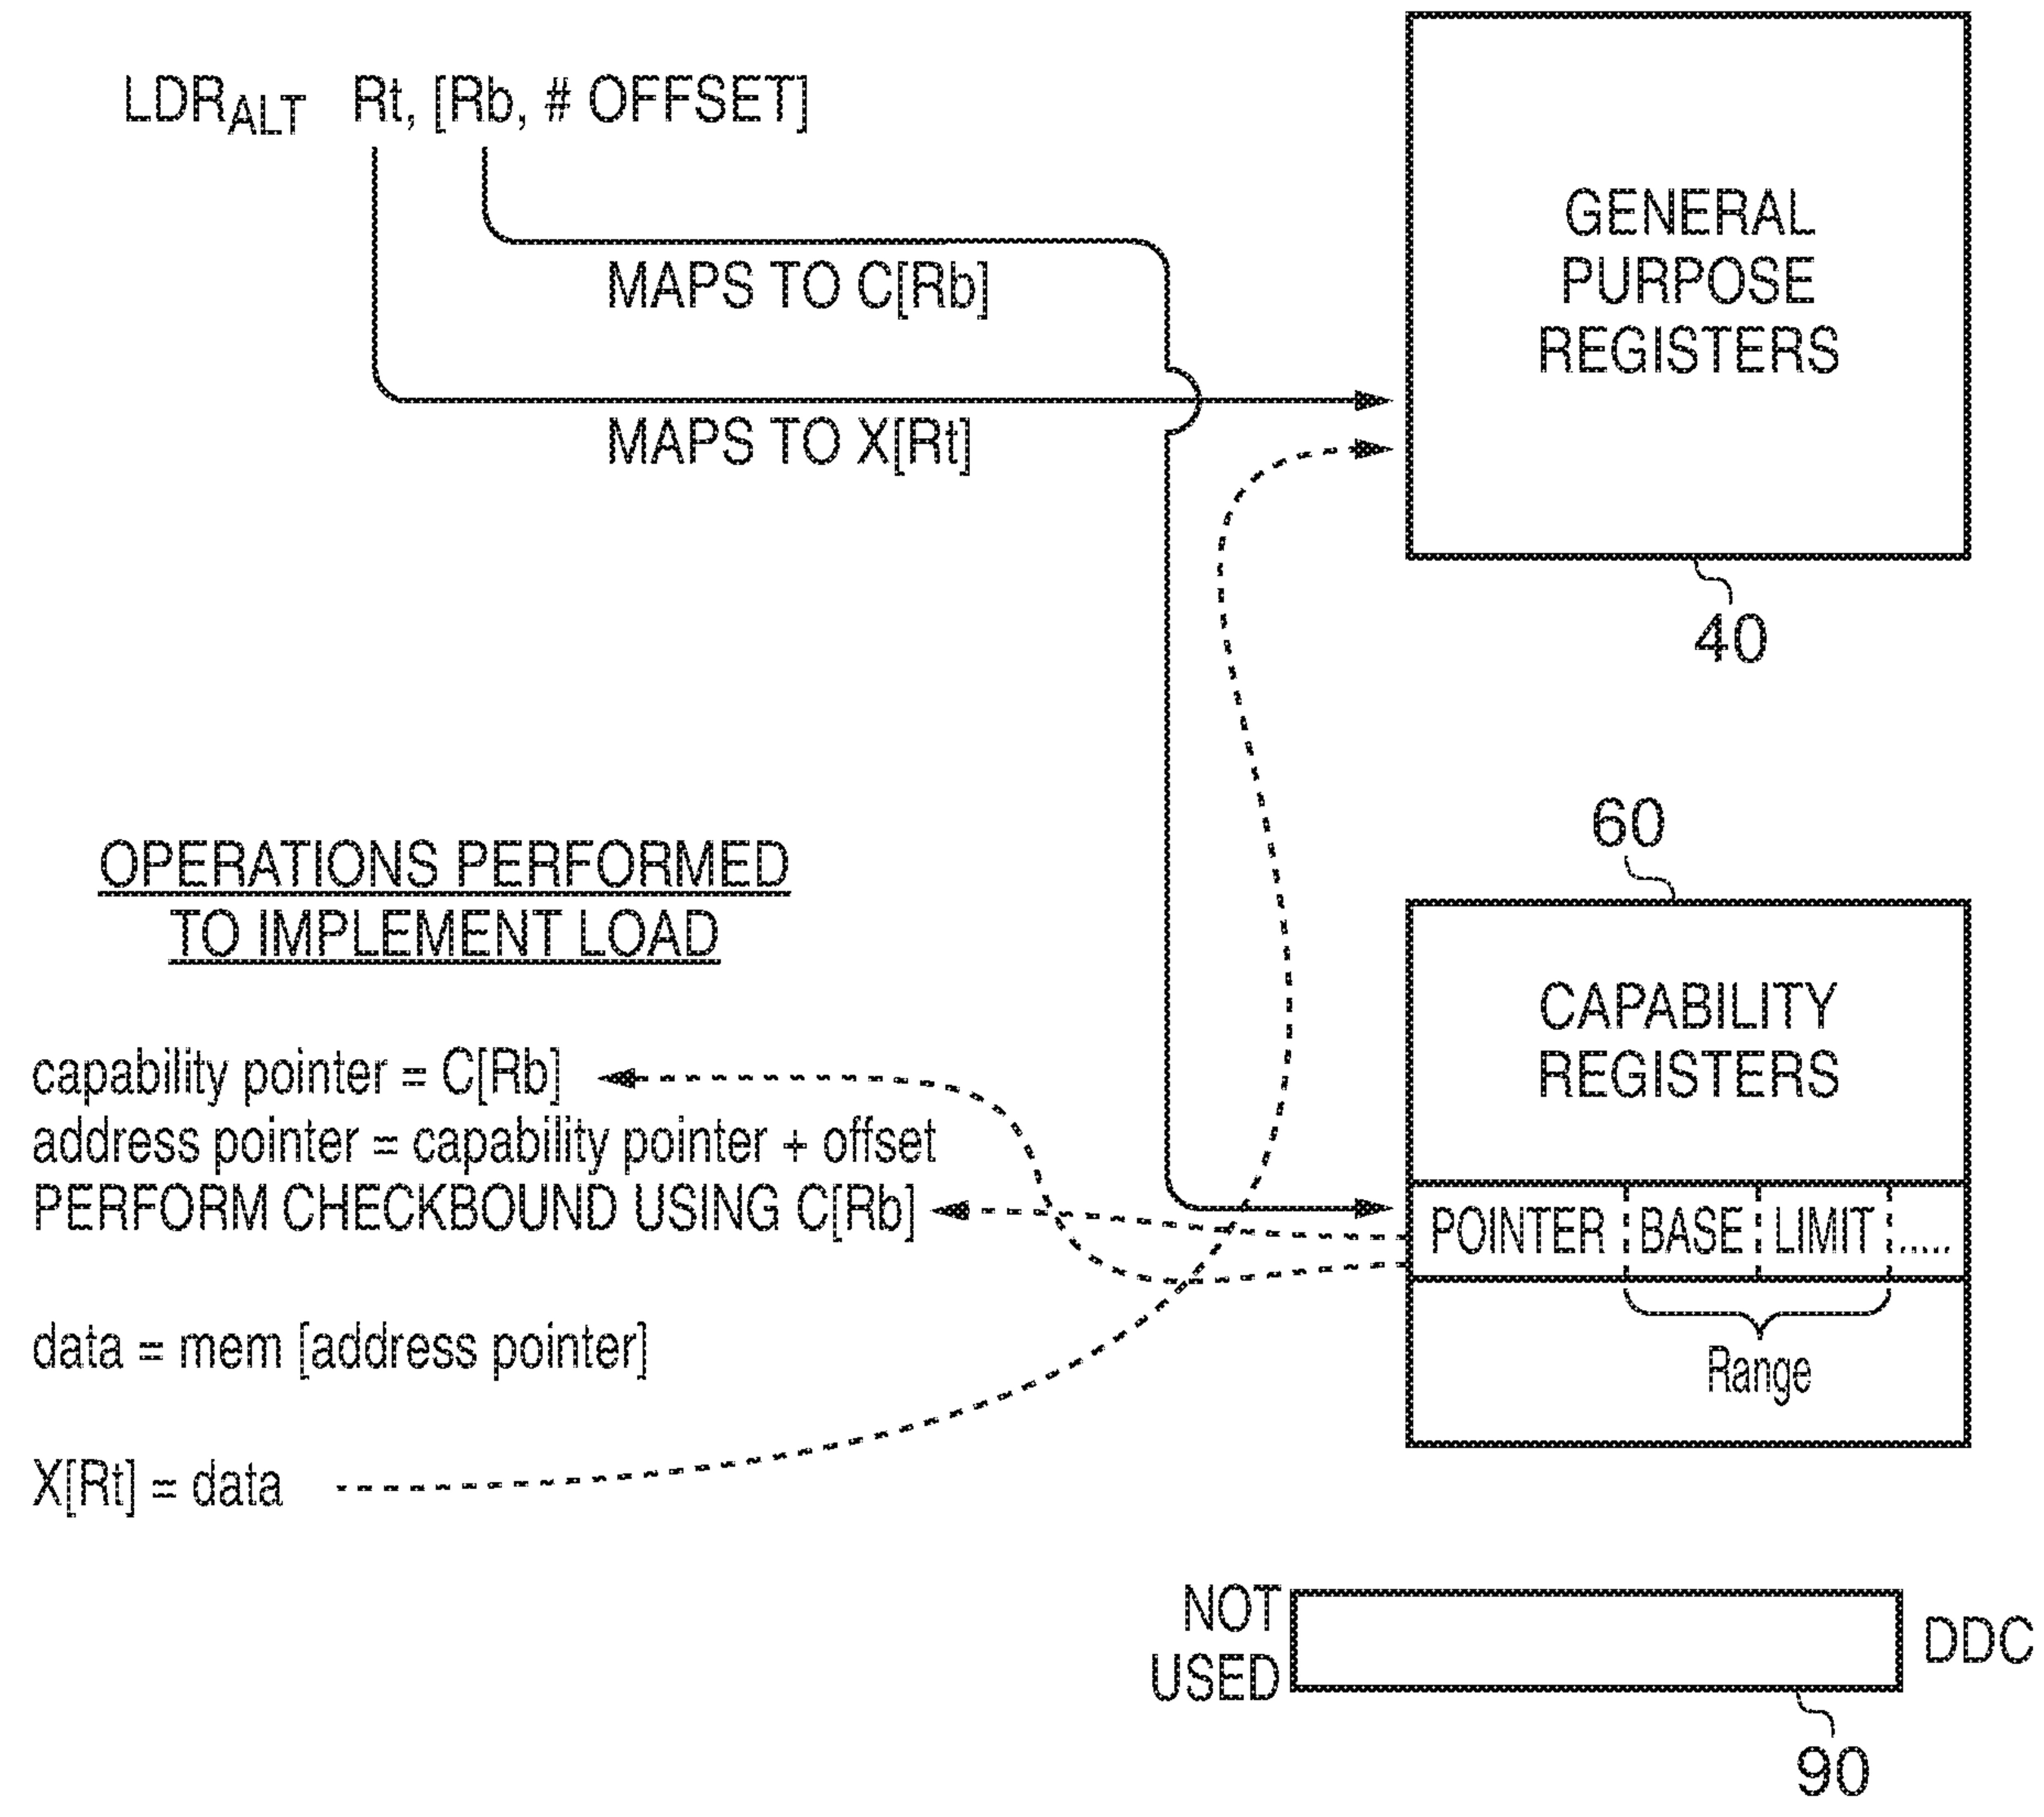 LDRALT Rt, [Rb, # OFFSET]
MAPS TO C[Rb]
MAPS TO X[Rt]
GENERAL
PURPOSE
REGISTERS
40
OPERATIONS PERFORMED
TO IMPLEMENT LOAD
capability pointer = C[Rb]
address pointer = capability pointer + offset
PERFORM CHECKBOUND USING C[Rb]
data = mem [address pointer]
X[Rt] = data
60
CAPABILITY
REGISTERS
POINTER BASE LIMIT .....
Range
NOT
USED
DDC
90